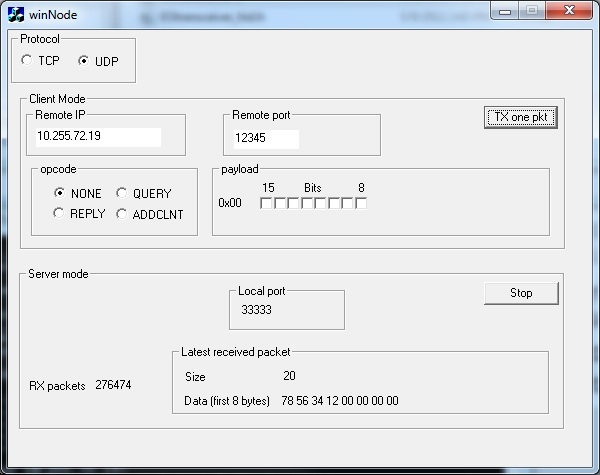 winNode
Protocol
TCP UDP
Client Mode
Remote IP
10.255.72.19
Remote port
12345
TX one pkt
opcode
NONE QUERY
REPLY ADDCLNT
payload
15 Bits 8
0x00
Server mode
Local port
33333
Stop
RX packets 276474
Latest received packet
Size 20
Data (first 8 bytes) 78 56 34 12 00 00 00 00